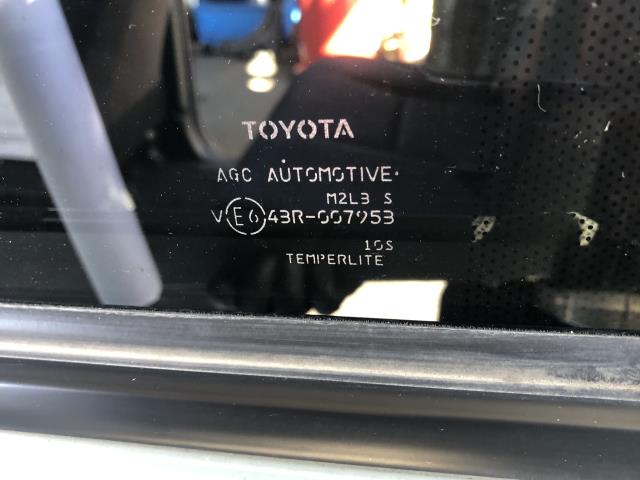 TOYOTA
AGC AUTOMOTIVE
M2L3 S
V E6 43R-007953
10S
TEMPERLITE